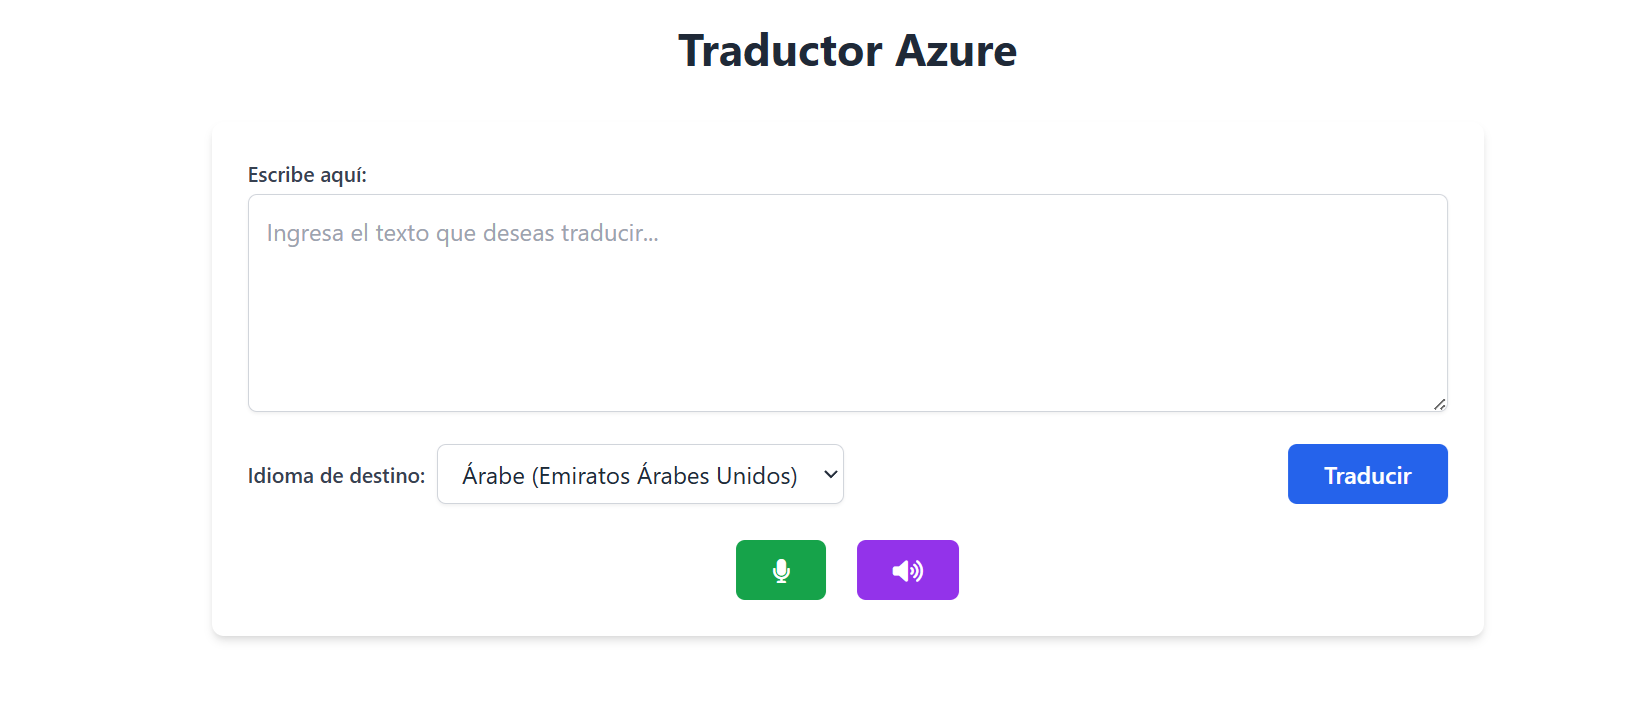 Traductor Azure
Escribe aquí:
Ingresa el texto que deseas traducir...
Idioma de destino:
Árabe (Emiratos Árabes Unidos)
Traducir